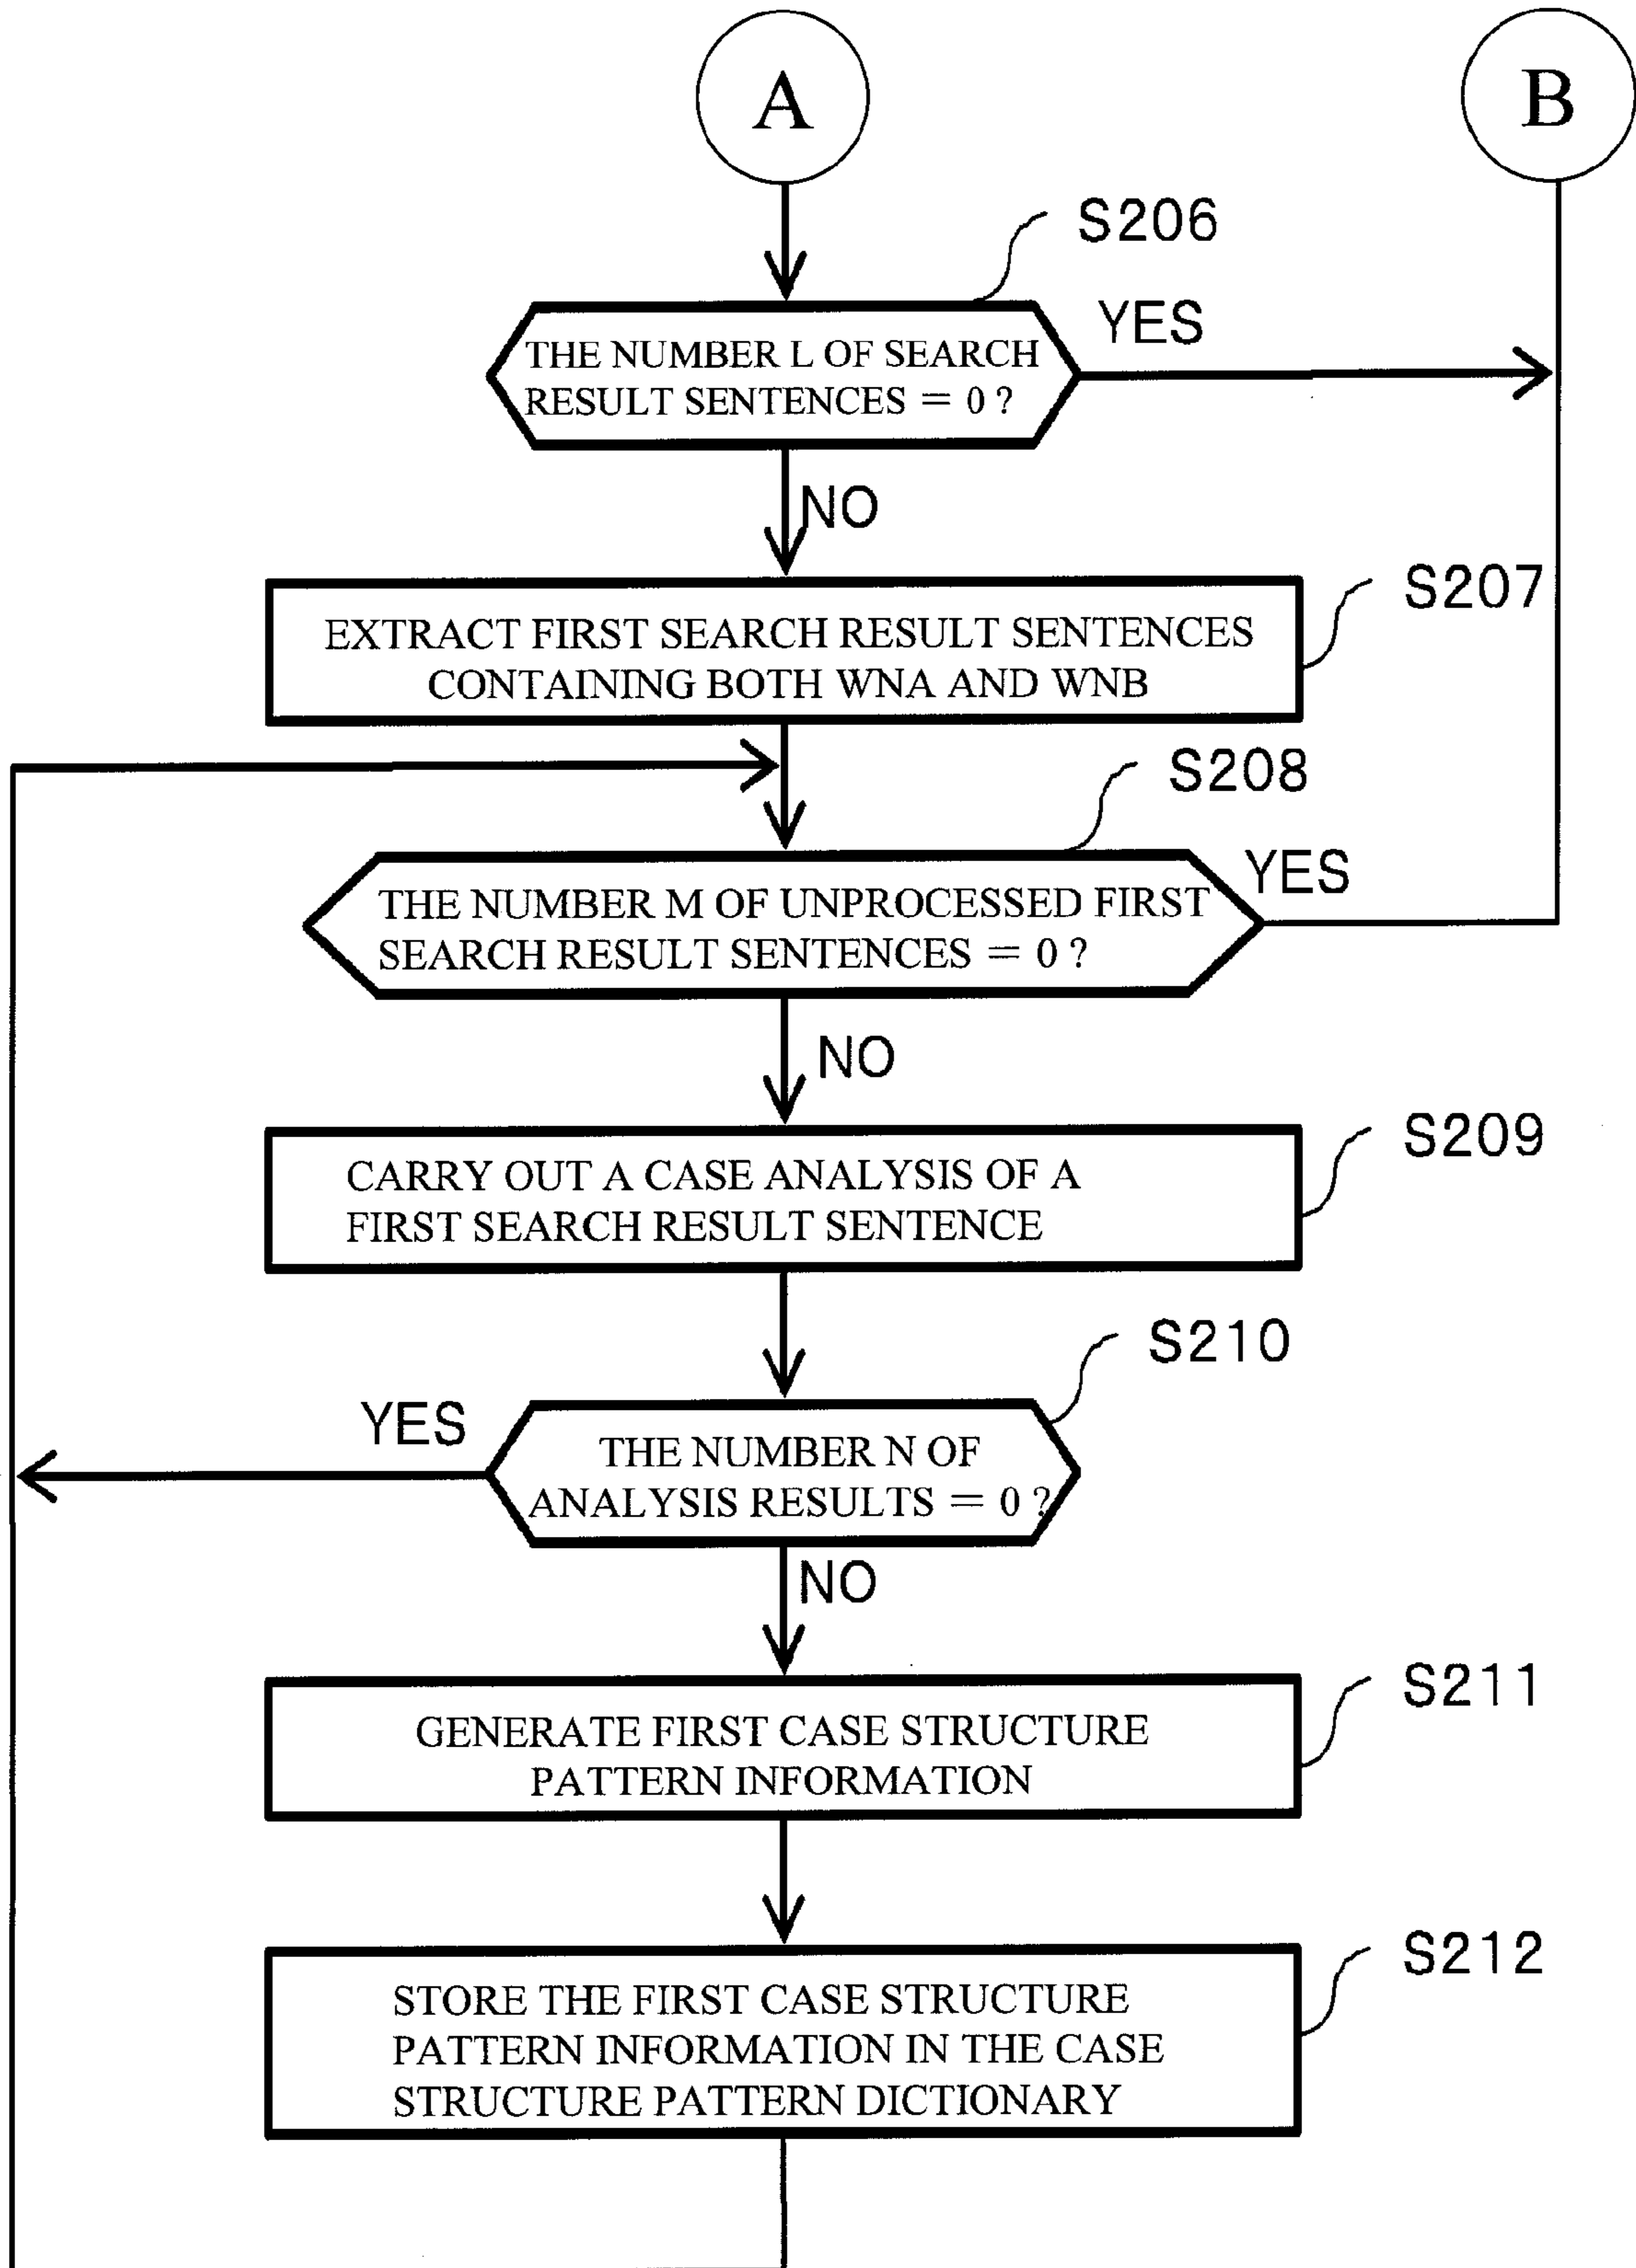 A
B
S206
THE NUMBER L OF SEARCH
RESULT SENTENCES = 0 ?
YES
NO
S207
EXTRACT FIRST SEARCH RESULT SENTENCES
CONTAINING BOTH WNA AND WNB
S208
THE NUMBER M OF UNPROCESSED FIRST
SEARCH RESULT SENTENCES = 0 ?
YES
NO
S209
CARRY OUT A CASE ANALYSIS OF A
FIRST SEARCH RESULT SENTENCE
S210
YES
THE NUMBER N OF
ANALYSIS RESULTS = 0 ?
NO
S211
GENERATE FIRST CASE STRUCTURE
PATTERN INFORMATION
S212
STORE THE FIRST CASE STRUCTURE
PATTERN INFORMATION IN THE CASE
STRUCTURE PATTERN DICTIONARY